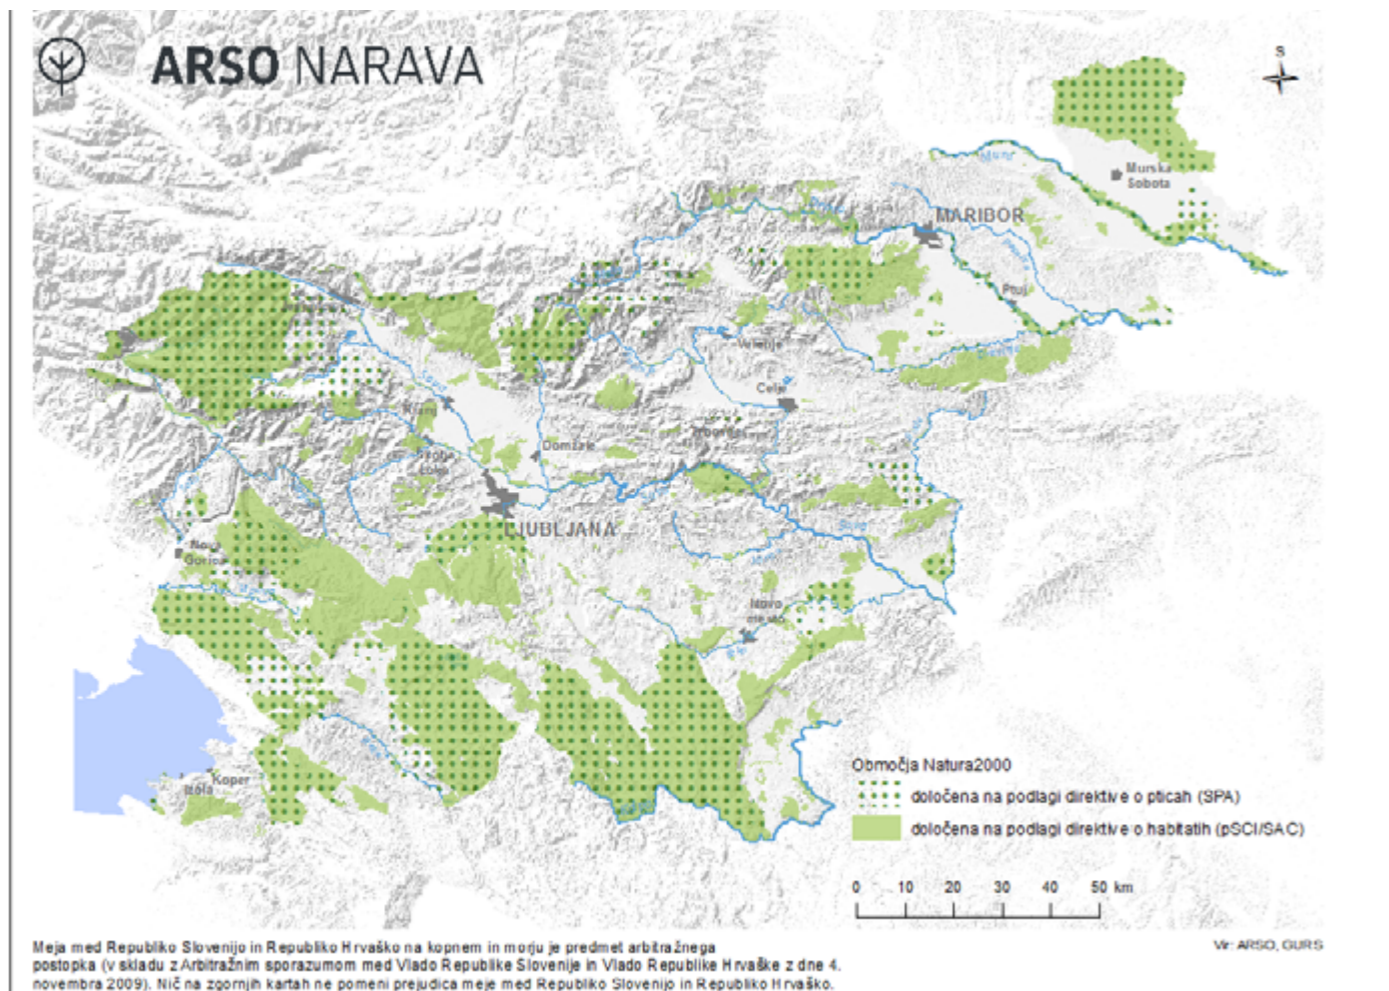 ARSO NARAVA
S
Mura
Murska
Sobota
MARIBOR
Ptuj
Velenje
Celje
Kranj
Domžale
Škofja
Loka
LJUBLJANA
Sava
Nova
Gorica
Novo
mesto
Koper
Izola
Območja Natura2000
določena na podlagi direktive o pticah (SPA)
določena na podlagi direktive o habitatih (pSCI/SAC)
0 10 20 30 40 50 km
Meja med Republiko Slovenijo in Republiko Hrvaško na kopnem in morju je predmet arbitražnega
postopka (v skladu z Arbitražnim sporazumom med Vlado Republike Slovenije in Vlado Republike Hrvaške z dne 4.
novembra 2009). Nič na zgornjih kartah ne pomeni prejudica meje med Republiko Slovenijo in Republiko Hrvaško.
Vir: ARSO, GURS